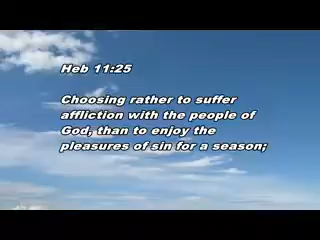 Heb 11:25
Choosing rather to suffer
affliction with the people of
God, than to enjoy the
pleasures of sin for a season;